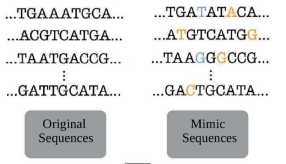 ...TGAAATGCA...
...ACGTCATGA...
...TAATGACCG...
...GATTGCATA...
Original
Sequences
...TGATATACA...
...ATGTCATGG...
...TAAGGGCCG...
...GACTGCATA...
Mimic
Sequences